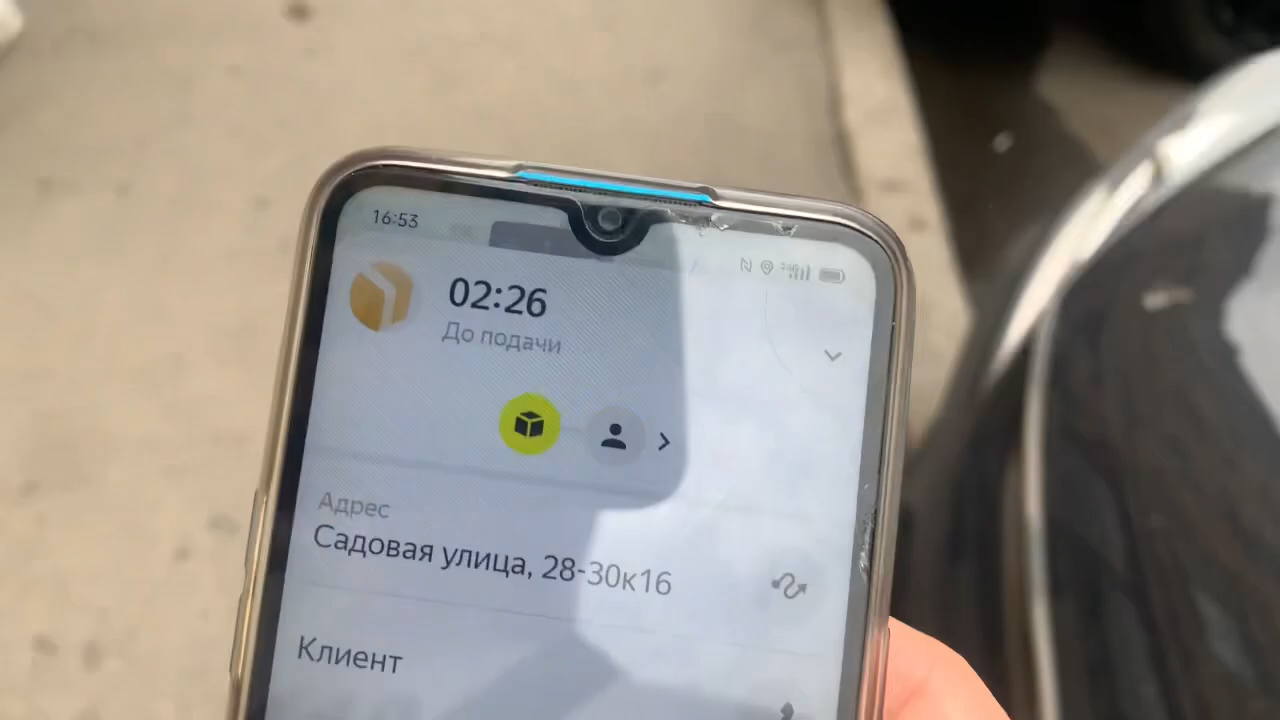 16:53
02:26
До подачи
Адрес
Садовая улица, 28-30к16
Клиент